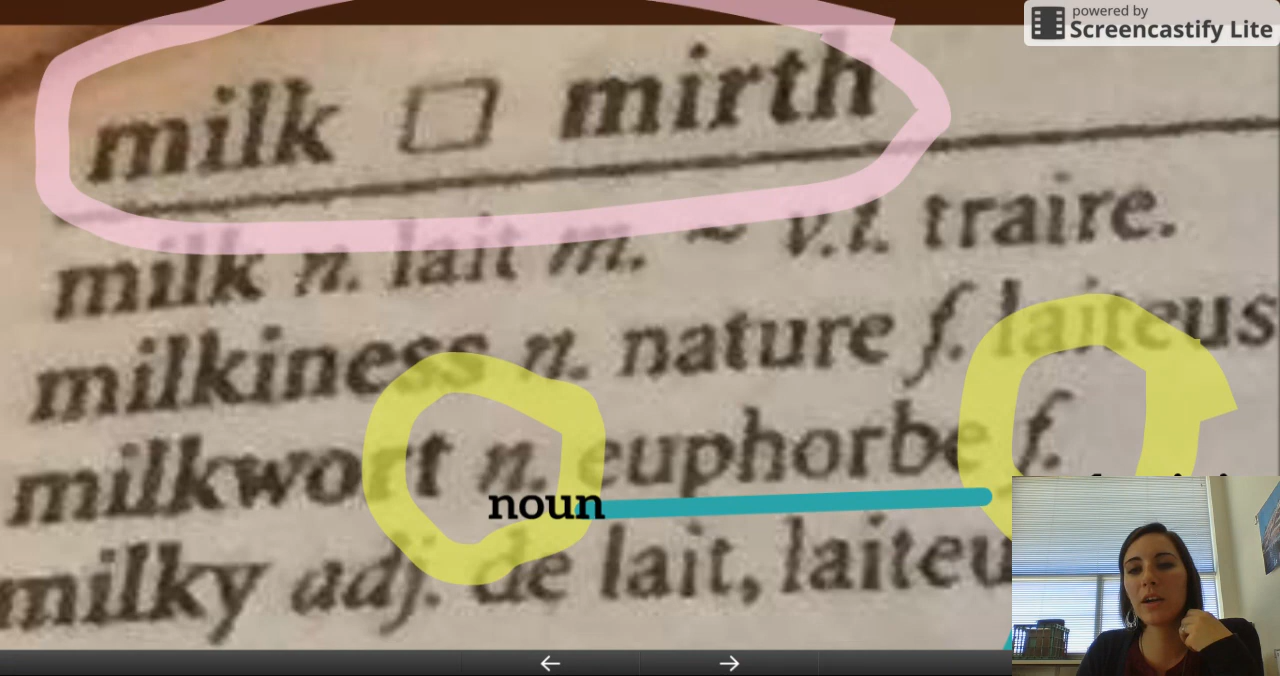 powered by
Screencastify Lite
milk □ mirth
milk n. lait m. ~ v.t. traire.
milkiness n. nature f. laiteus
milkwort n. euphorbe f.
noun
milky adj. de lait, laiteu